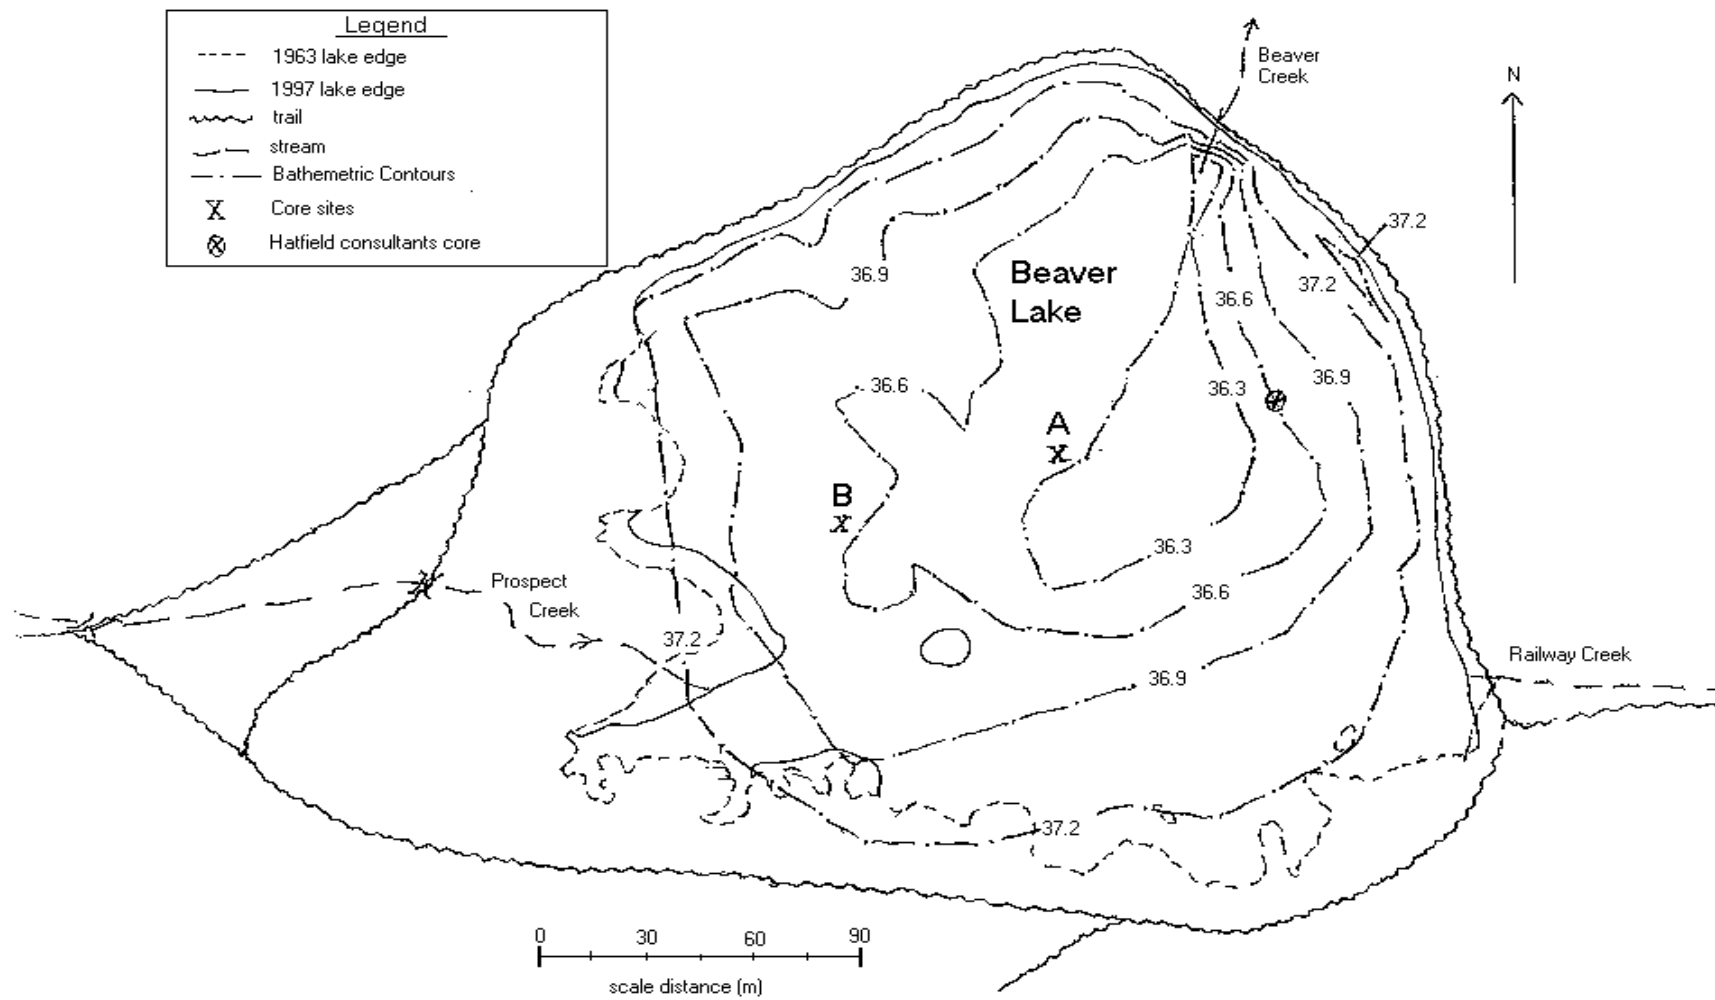 Legend
1963 lake edge
1997 lake edge
trail
stream
Bathemetric Contours
X Core sites
Hatfield consultants core
Beaver
Creek
N
37.2
36.9
Beaver
Lake
37.2
36.6
36.6
36.3
36.9
A
X
B
X
36.3
Prospect
Creek
36.6
37.2
Railway Creek
36.9
37.2
0 30 60 90
scale distance (m)